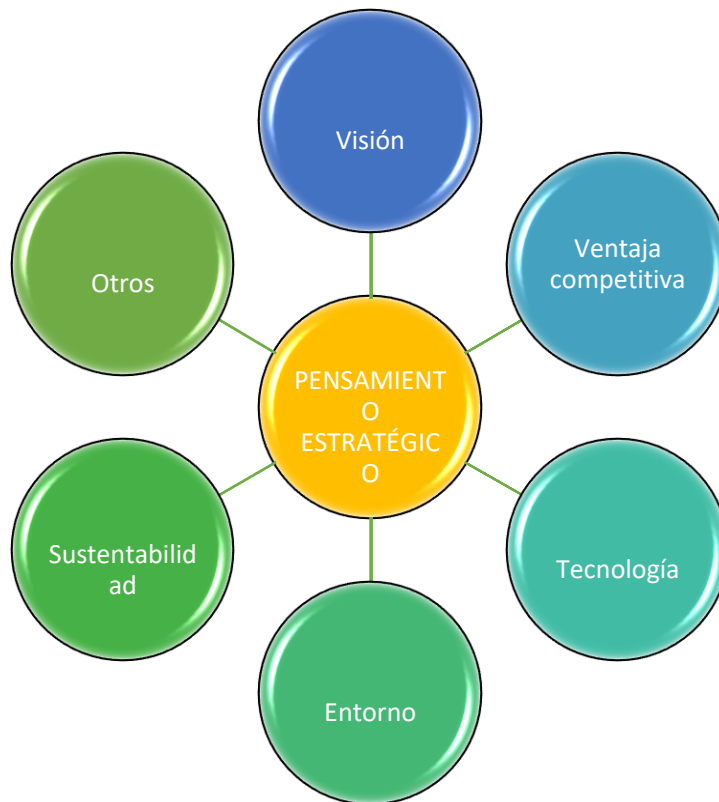 Visión
Ventaja
competitiva
Otros
PENSAMIENT
O
ESTRATÉGIC
O
Sustentabilid
ad
Tecnología
Entorno